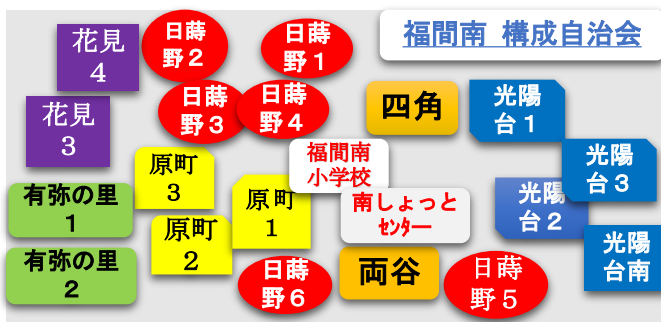 福間南 構成自治会
花見
4
日蒔
野2
日蒔
野1
花見
3
日蒔
野3
日蒔
野4
四角
光陽
台1
福間南
小学校
光陽
台3
原町
3
有弥の里
1
原町
1
南しょっと
ｾﾝﾀｰ
光陽
台2
原町
2
有弥の里
2
日蒔
野6
両谷
日蒔
野5
光陽
台南